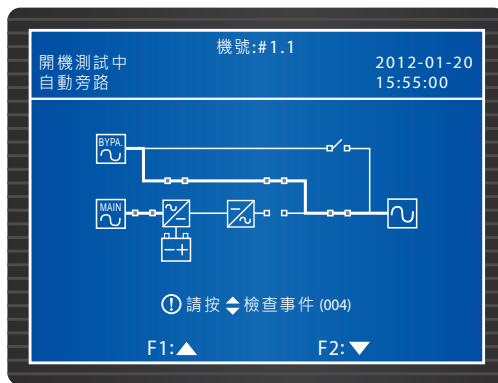 機號:#1.1
開機測試中
自動旁路
2012-01-20
15:55:00
BYPA.
MAIN
請按 檢查事件 (004)
F1:
F2: